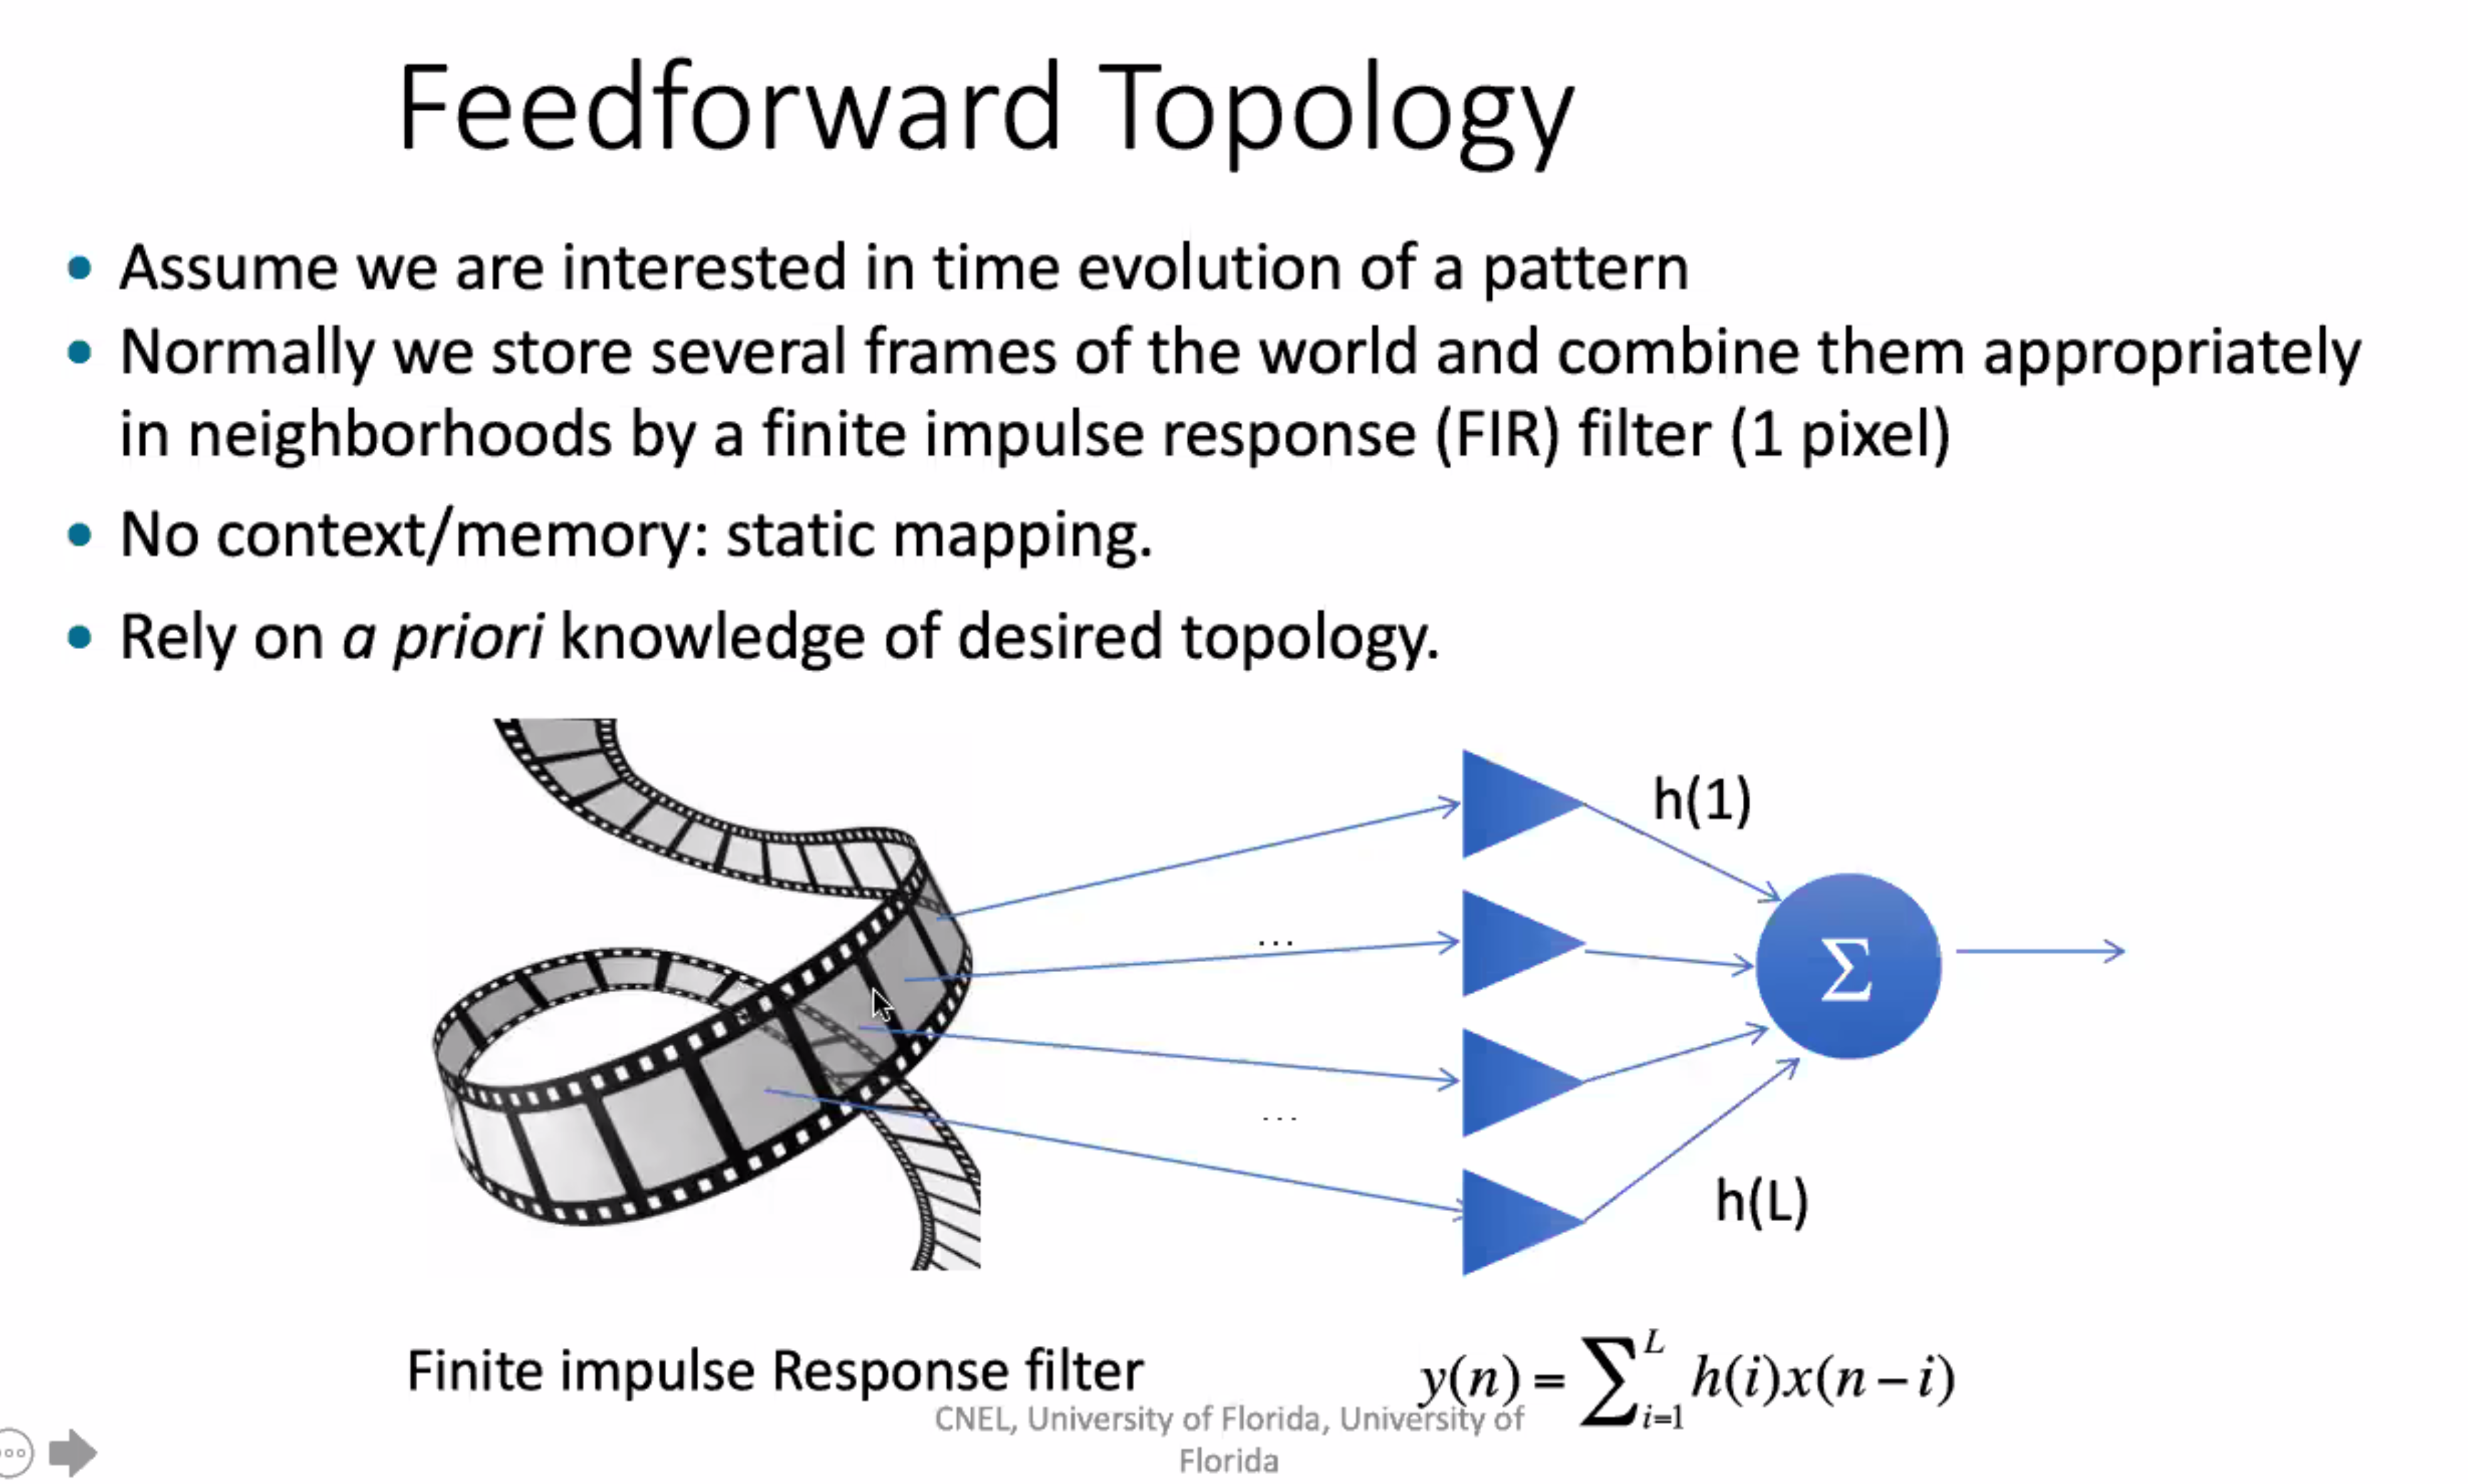 Feedforward Topology
• Assume we are interested in time evolution of a pattern
• Normally we store several frames of the world and combine them appropriately
in neighborhoods by a finite impulse response (FIR) filter (1 pixel)
• No context/memory: static mapping.
• Rely on a priori knowledge of desired topology.
h(1)
...
Σ
...
h(L)
Finite impulse Response filter
y(n) = ∑_{i=1}^{L} h(i)x(n−i)
CNEL, University of Florida, University of
Florida